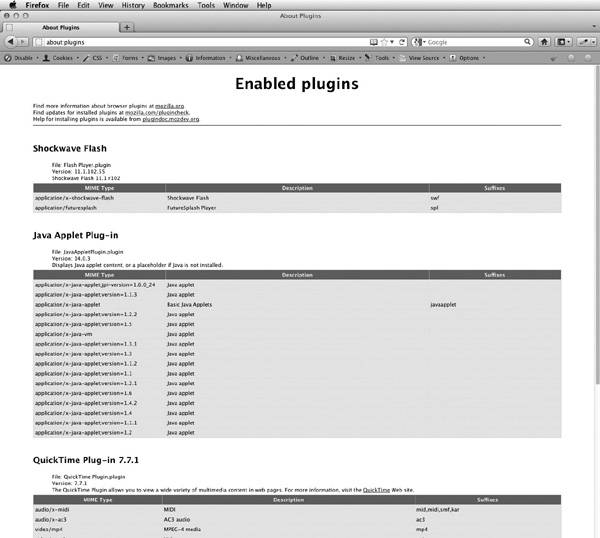 Firefox File Edit View History Bookmarks Tools Window Help
About Plugins
About Plugins
about:plugins Google
Disable Cookies CSS Forms Images Information Miscellaneous Outline Resize Tools View Source Options
Enabled plugins
Find more information about browser plugins at mozilla.org.
Find updates for installed plugins at mozilla.com/plugincheck.
Help for installing plugins is available from plugindoc.mozdev.org.
Shockwave Flash
File: Flash Player.plugin
Version: 11.1.102.55
Shockwave Flash 11.1 r102
MIME Type Description Suffixes
application/x-shockwave-flash Shockwave Flash swf
application/futuresplash FutureSplash Player spl
Java Applet Plug-in
File: JavaAppletPlugin.plugin
Version: 14.0.3
Displays Java applet content, or a placeholder if Java is not installed.
MIME Type Description Suffixes
application/x-java-applet;jpi-version=1.6.0_24 Java applet
application/x-java-applet;version=1.1.3 Java applet
application/x-java-applet Basic Java Applets javaapplet
application/x-java-applet;version=1.2.2 Java applet
application/x-java-applet;version=1.5 Java applet
application/x-java-vm Java applet
application/x-java-applet;version=1.3.1 Java applet
application/x-java-applet;version=1.3 Java applet
application/x-java-applet;version=1.1.2 Java applet
application/x-java-applet;version=1.1 Java applet
application/x-java-applet;version=1.2.1 Java applet
application/x-java-applet;version=1.6 Java applet
application/x-java-applet;version=1.4.2 Java applet
application/x-java-applet;version=1.4 Java applet
application/x-java-applet;version=1.1.1 Java applet
application/x-java-applet;version=1.2 Java applet
QuickTime Plug-in 7.7.1
File: QuickTime Plugin.plugin
Version: 7.7.1
The QuickTime Plugin allows you to view a wide variety of multimedia content in web pages. For more information, visit the QuickTime Web site.
MIME Type Description Suffixes
audio/x-midi MIDI mid,midi,smf,kar
audio/x-ac3 AC3 audio ac3
video/mp4 MPEG-4 media mp4